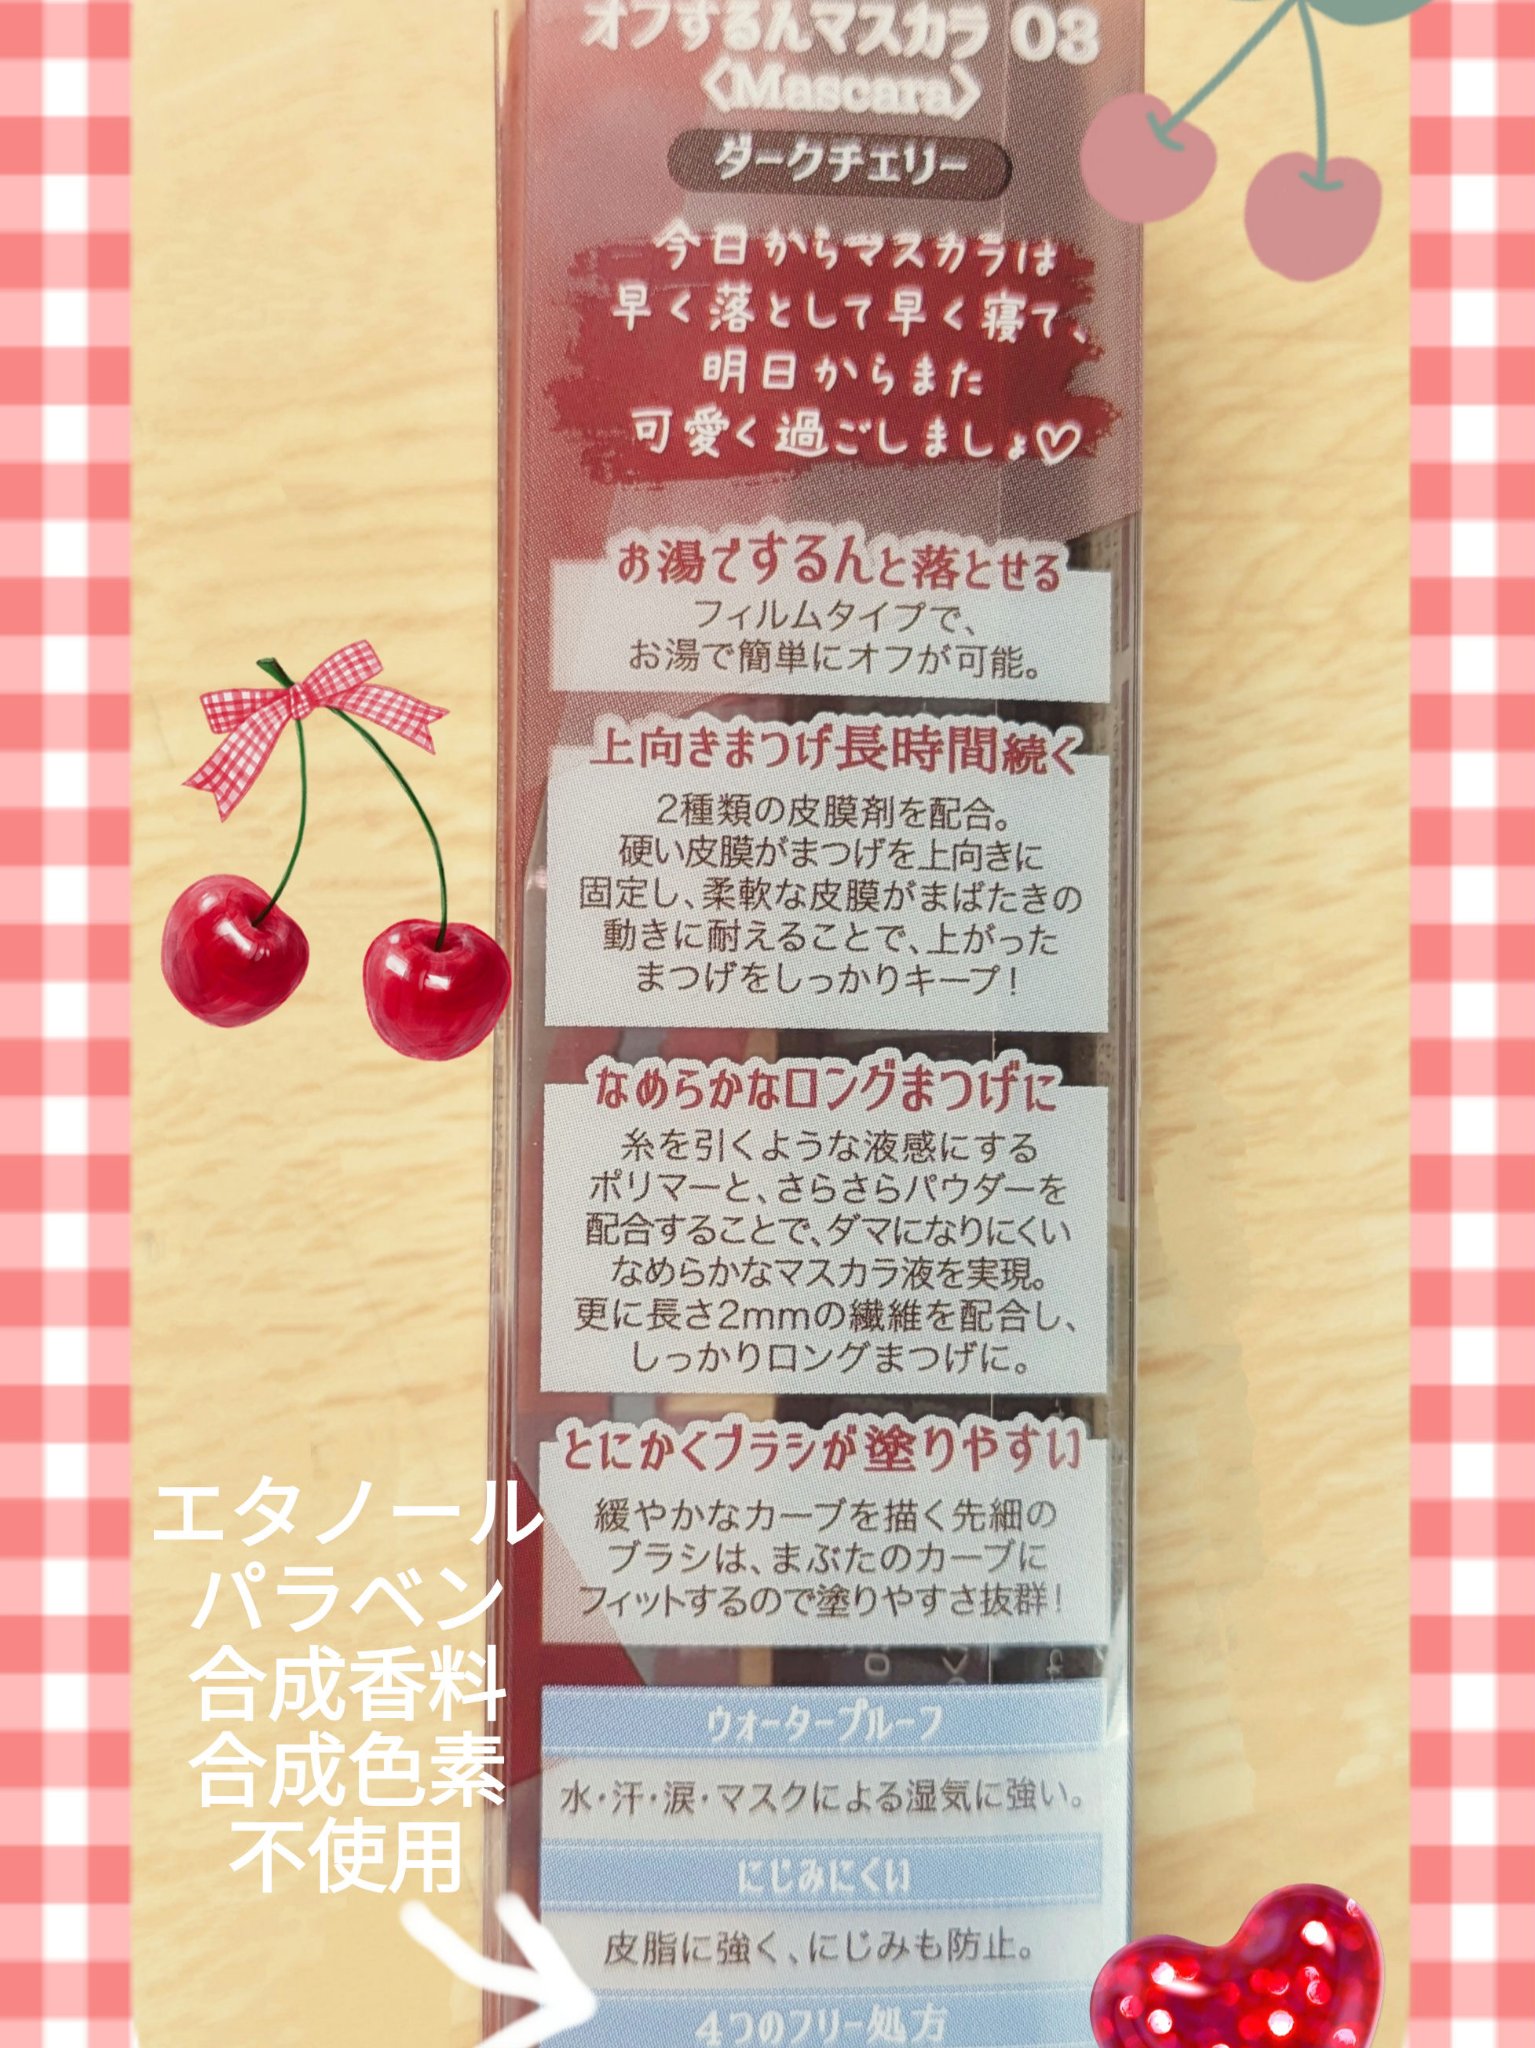 オフするんマスカラ 03
〈Mascara〉
ダークチェリー
今日からマスカラは
早く落として早く寝て、
明日からまた
可愛く過ごしましょ♡
お湯でするんと落とせる
フィルムタイプで、
お湯で簡単にオフが可能。
上向きまつげ長時間続く
2種類の皮膜剤を配合。
硬い皮膜がまつげを上向きに
固定し、柔軟な皮膜がまばたきの
動きに耐えることで、上がった
まつげをしっかりキープ!
なめらかなロングまつげに
糸を引くような液感にする
ポリマーと、さらさらパウダーを
配合することで、ダマになりにくい
なめらかなマスカラ液を実現。
更に長さ2mmの繊維を配合し、
しっかりロングまつげに。
とにかくブラシが塗りやすい
緩やかなカーブを描く先細の
ブラシは、まぶたのカーブに
フィットするので塗りやすさ抜群!
ウォータープルーフ
水・汗・涙・マスクによる湿気に強い。
にじみにくい
皮脂に強く、にじみも防止。
4つのフリー処方
エタノール
パラベン
合成香料
合成色素
不使用